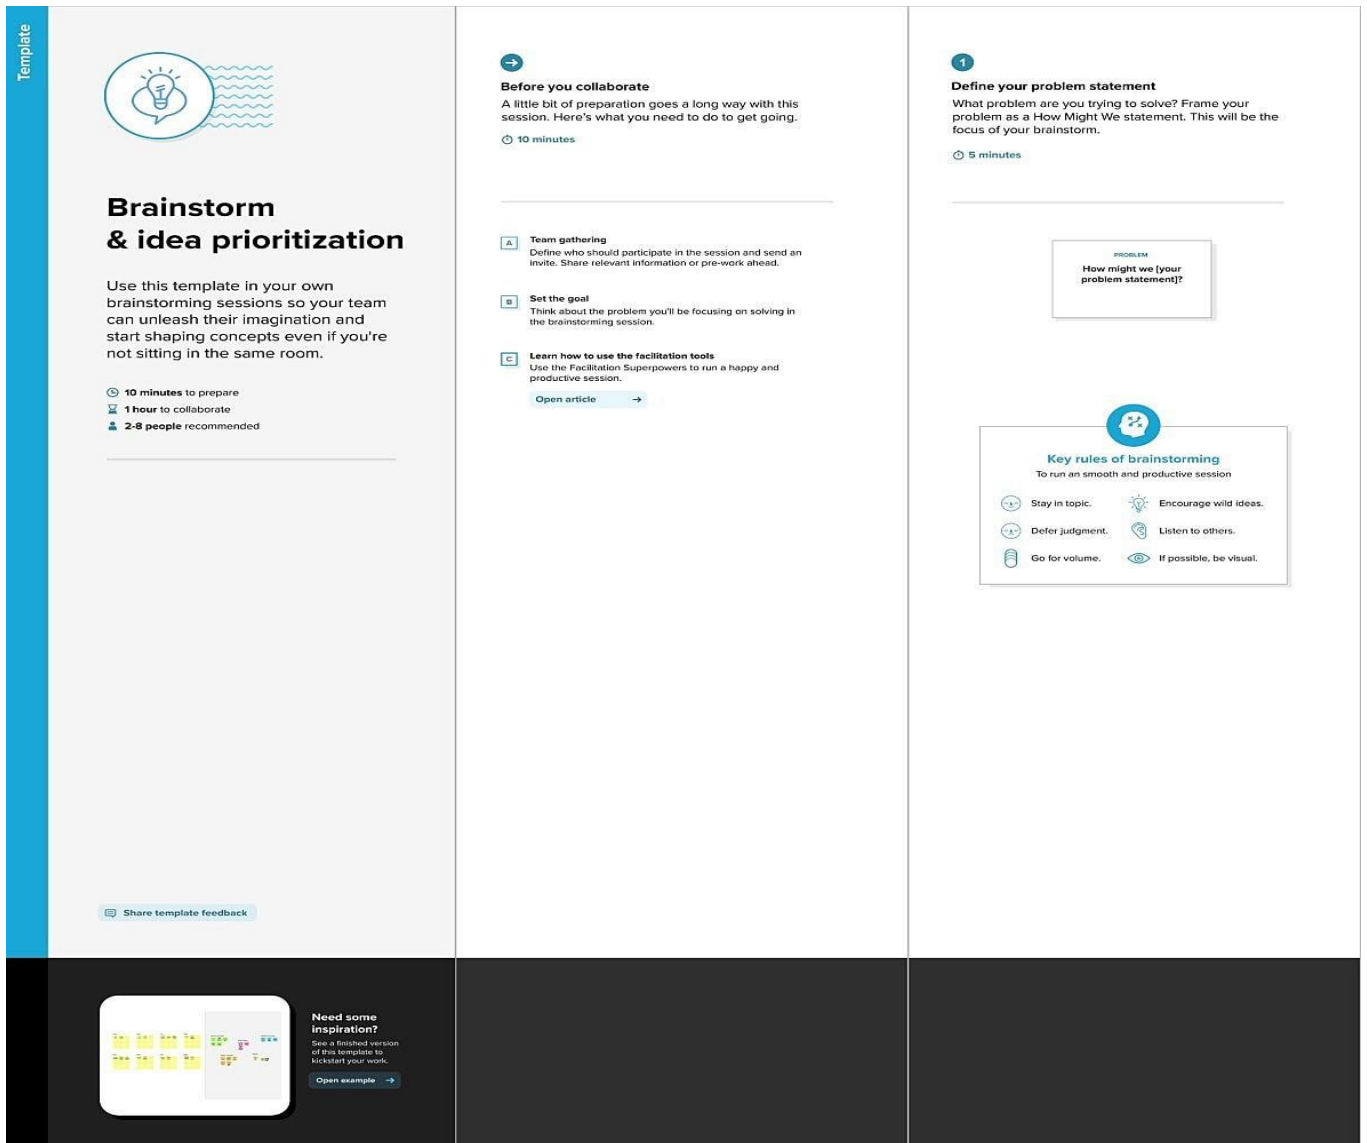 Template
Brainstorm
& idea prioritization
Use this template in your own
brainstorming sessions so your team
can unleash their imagination and
start shaping concepts even if you're
not sitting in the same room.
10 minutes to prepare
1 hour to collaborate
2-8 people recommended
Share template feedback
Need some
inspiration?
See a finished version
of this template to
kickstart your work.
Open example →
→
Before you collaborate
A little bit of preparation goes a long way with this
session. Here's what you need to do to get going.
10 minutes
A
Team gathering
Define who should participate in the session and send an
invite. Share relevant information or pre-work ahead.
B
Set the goal
Think about the problem you'll be focusing on solving in
the brainstorming session.
C
Learn how to use the facilitation tools
Use the Facilitation Superpowers to run a happy and
productive session.
Open article →
1
Define your problem statement
What problem are you trying to solve? Frame your
problem as a How Might We statement. This will be the
focus of your brainstorm.
5 minutes
PROBLEM
How might we [your
problem statement]?
Key rules of brainstorming
To run an smooth and productive session
Stay in topic.
Encourage wild ideas.
Defer judgment.
Listen to others.
Go for volume.
If possible, be visual.